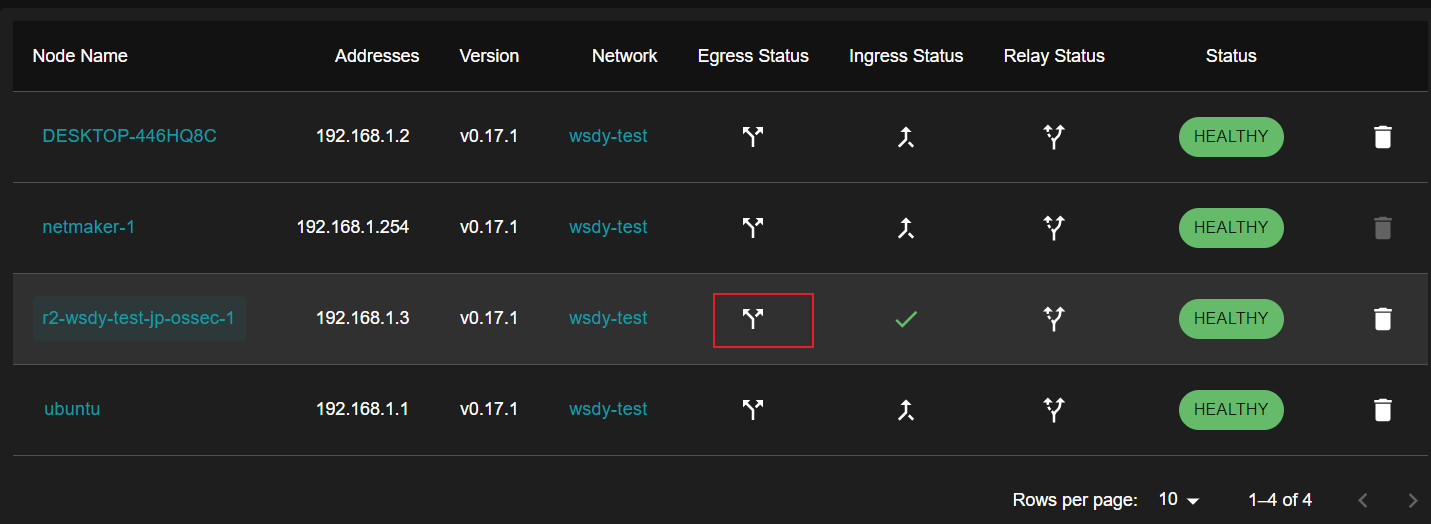 Node Name Addresses Version Network Egress Status Ingress Status Relay Status Status
DESKTOP-446HQ8C 192.168.1.2 v0.17.1 wsdy-test HEALTHY
netmaker-1 192.168.1.254 v0.17.1 wsdy-test HEALTHY
r2-wsdy-test-jp-ossec-1 192.168.1.3 v0.17.1 wsdy-test HEALTHY
ubuntu 192.168.1.1 v0.17.1 wsdy-test HEALTHY
Rows per page: 10 1–4 of 4